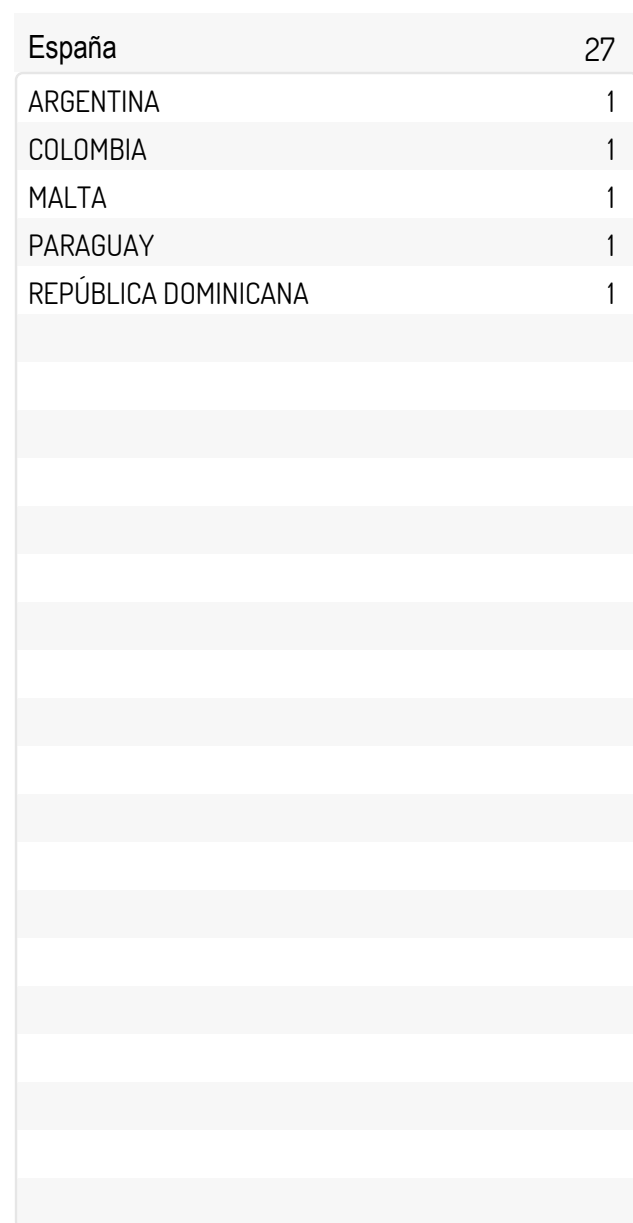 España 27
ARGENTINA 1
COLOMBIA 1
MALTA 1
PARAGUAY 1
REPÚBLICA DOMINICANA 1